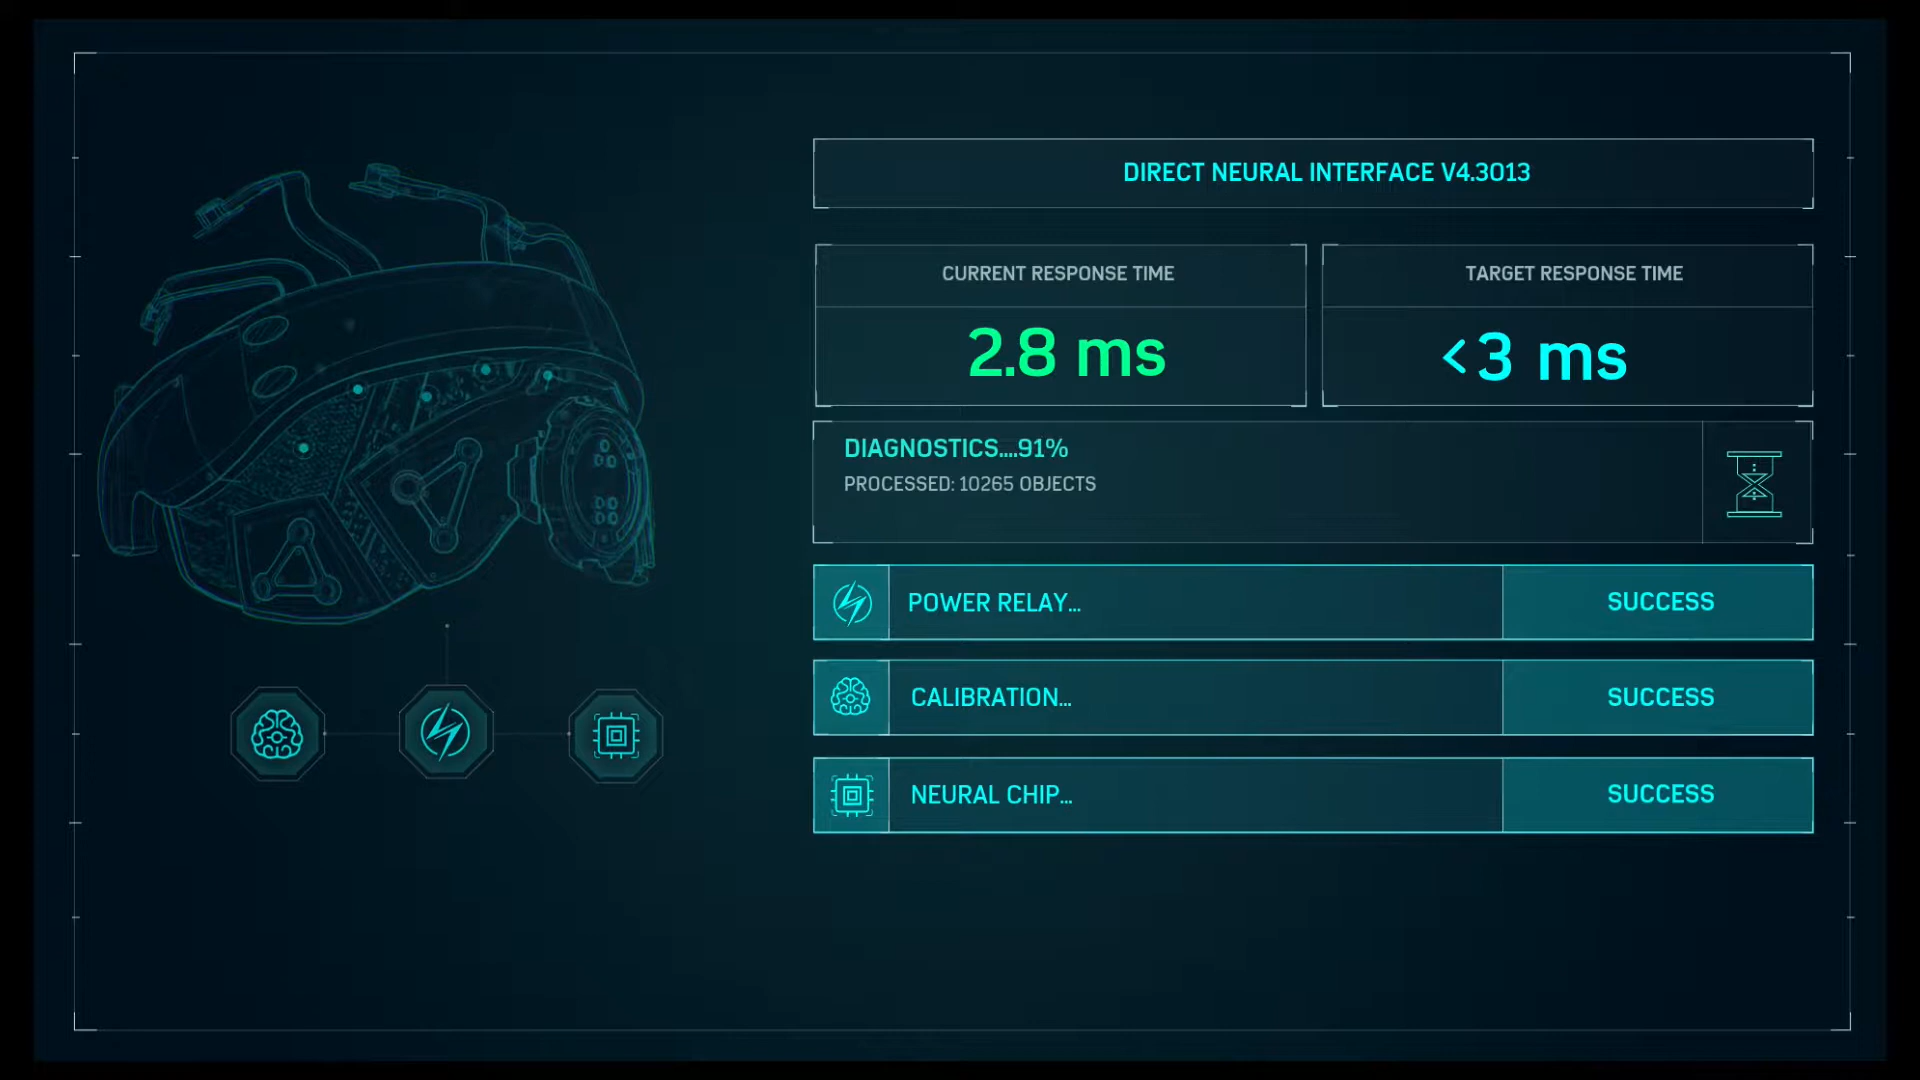 DIRECT NEURAL INTERFACE V4.3013
CURRENT RESPONSE TIME
2.8 ms
TARGET RESPONSE TIME
<3 ms
DIAGNOSTICS....91%
PROCESSED: 10265 OBJECTS
POWER RELAY...
SUCCESS
CALIBRATION...
SUCCESS
NEURAL CHIP...
SUCCESS